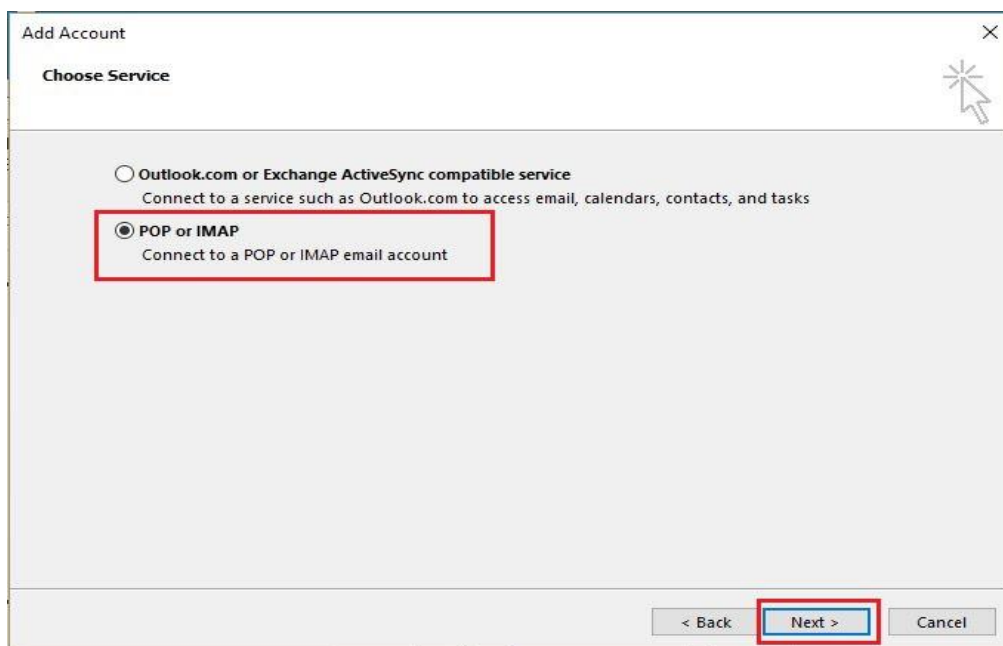 Add Account
Choose Service
Outlook.com or Exchange ActiveSync compatible service
Connect to a service such as Outlook.com to access email, calendars, contacts, and tasks
POP or IMAP
Connect to a POP or IMAP email account
< Back Next > Cancel